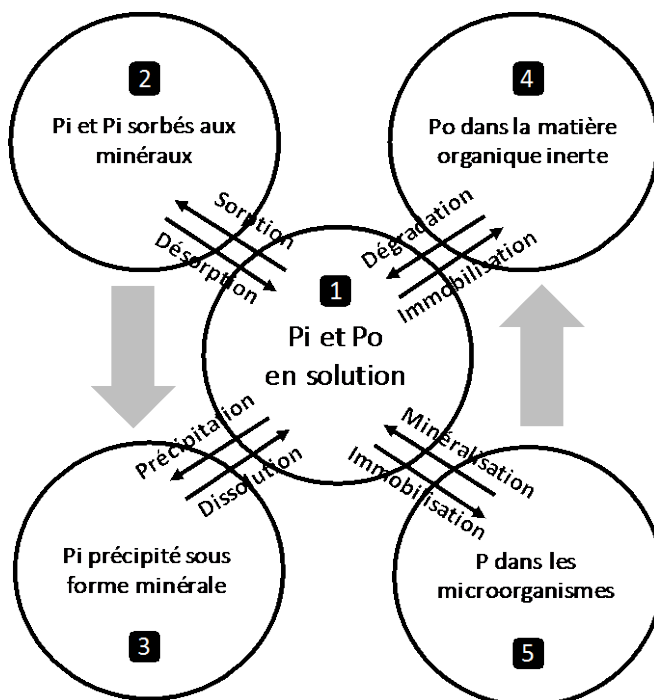 2
Pi et Pi sorbés aux
minéraux
4
Po dans la matière
organique inerte
Sorption
Désorption
Dégradation
Immobilisation
1
Pi et Po
en solution
Précipitation
Dissolution
Minéralisation
Immobilisation
Pi précipité sous
forme minérale
3
P dans les
microorganismes
5